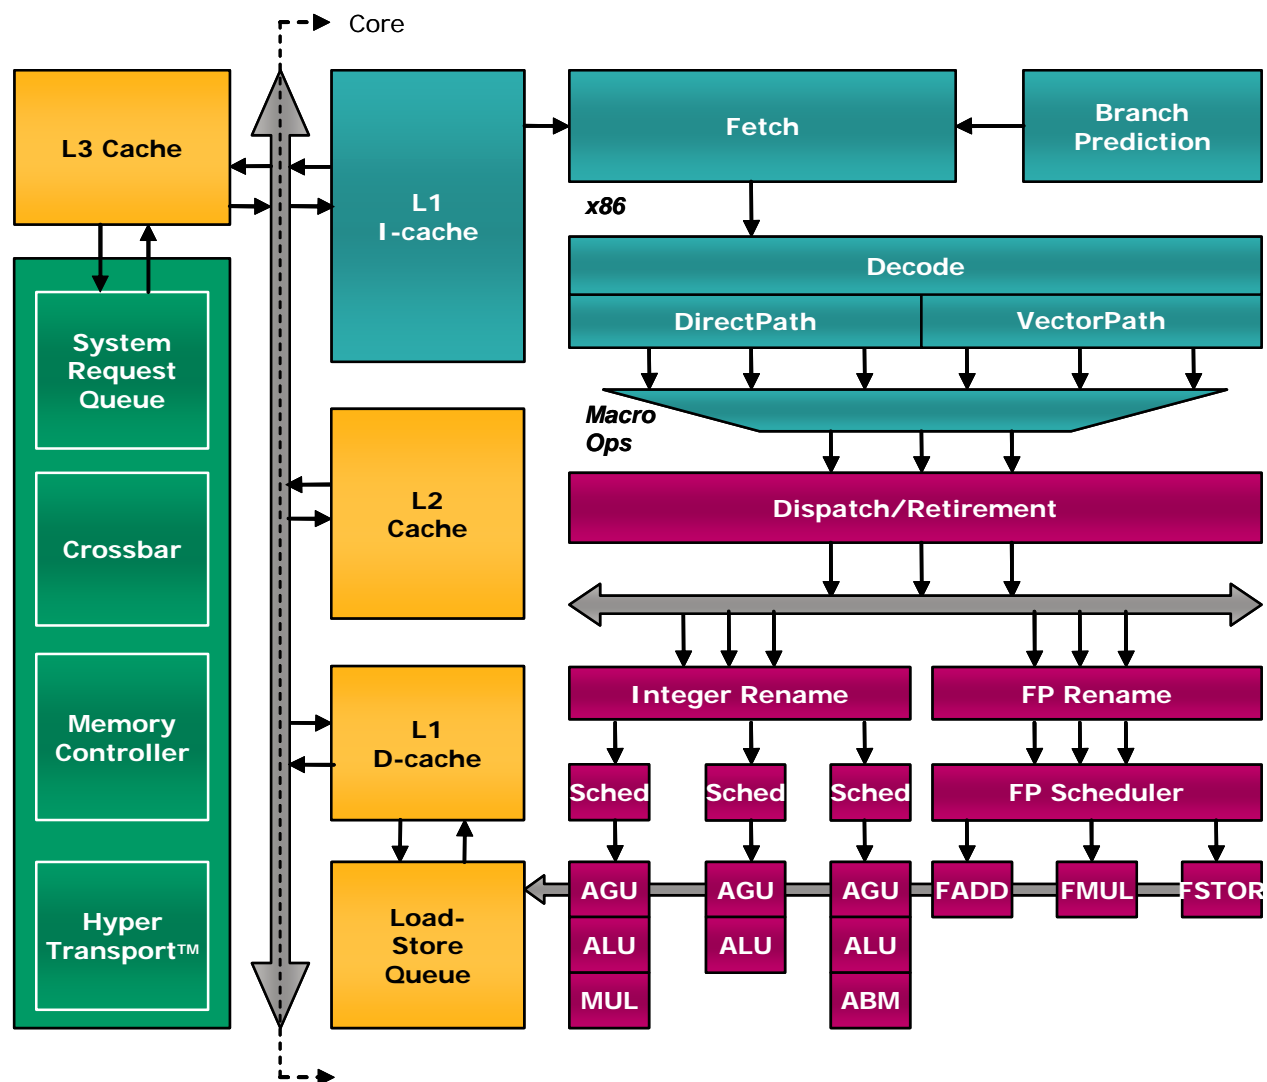 Core
L3 Cache
L1
I-cache
Fetch
Branch
Prediction
x86
Decode
DirectPath
VectorPath
System
Request
Queue
Macro
Ops
L2
Cache
Dispatch/Retirement
Crossbar
Memory
Controller
L1
D-cache
Integer Rename
FP Rename
Sched
Sched
Sched
FP Scheduler
Hyper
Transport™
Load-
Store
Queue
AGU
AGU
AGU
FADD
FMUL
FSTOR
ALU
ALU
ALU
MUL
ABM